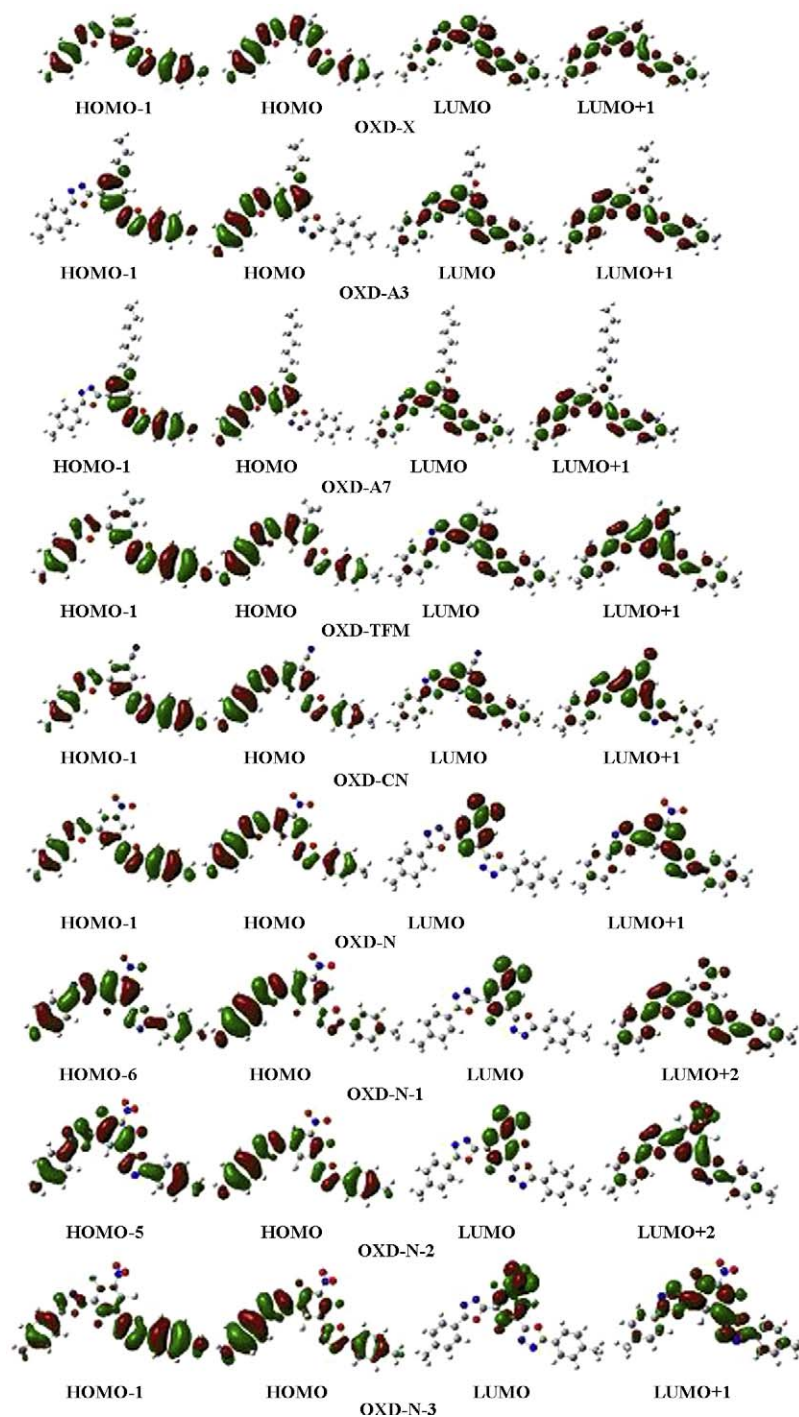 HOMO-1 HOMO LUMO LUMO+1
OXD-X
HOMO-1 HOMO LUMO LUMO+1
OXD-A3
HOMO-1 HOMO LUMO LUMO+1
OXD-A7
HOMO-1 HOMO LUMO LUMO+1
OXD-TFM
HOMO-1 HOMO LUMO LUMO+1
OXD-CN
HOMO-1 HOMO LUMO LUMO+1
OXD-N
HOMO-6 HOMO LUMO LUMO+2
OXD-N-1
HOMO-5 HOMO LUMO LUMO+2
OXD-N-2
HOMO-1 HOMO LUMO LUMO+1
OXD-N-3